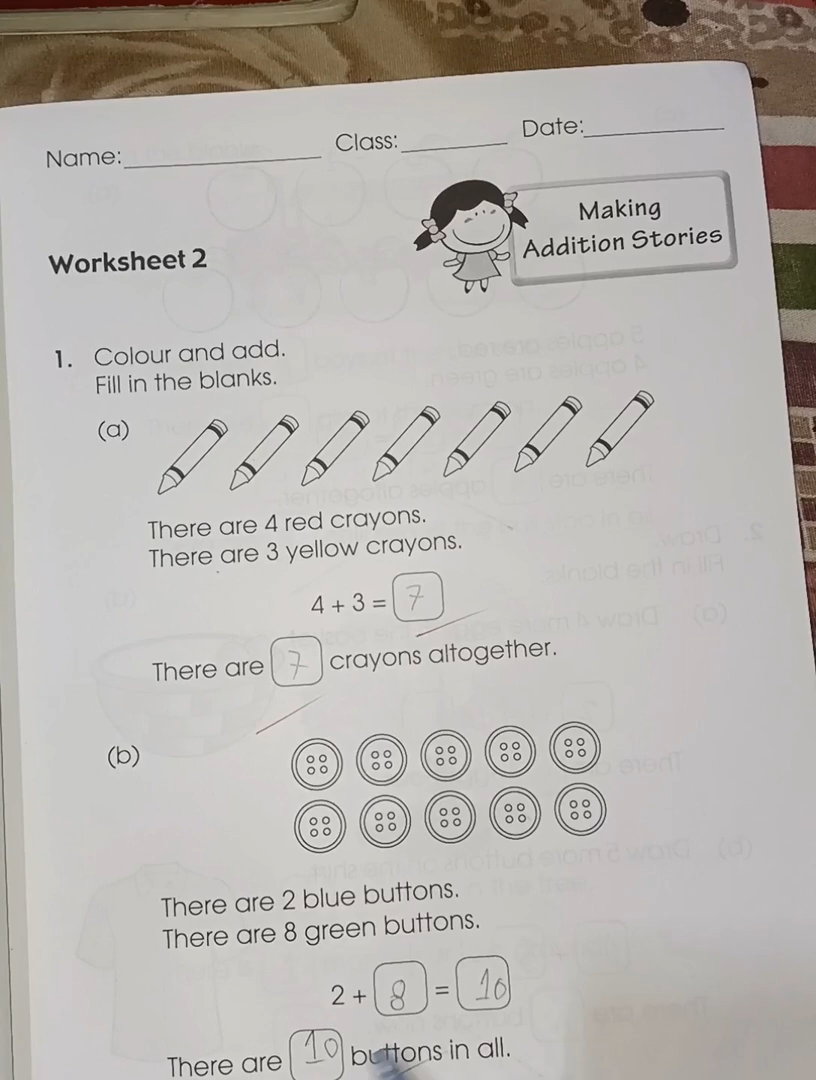 Name:
Class:
Date:
Making
Addition Stories
Worksheet 2
1. Colour and add.
Fill in the blanks.
(a)
There are 4 red crayons.
There are 3 yellow crayons.
4 + 3 = 7
There are 7 crayons altogether.
(b)
There are 2 blue buttons.
There are 8 green buttons.
2 + 8 = 10
There are 10 buttons in all.